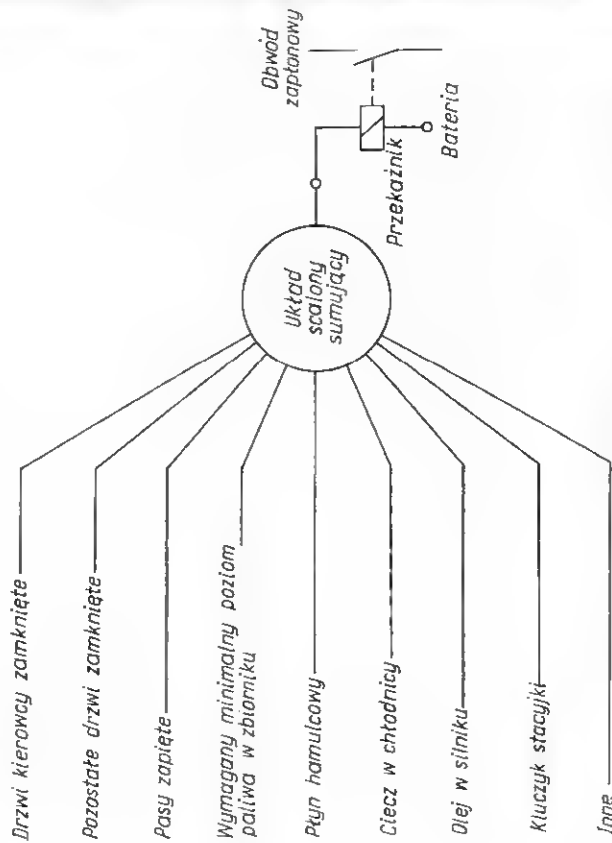 Drzwi kierowcy zamknięte
Pozostałe drzwi zamknięte
Pasy zapięte
Wymagany minimalny poziom
paliwa w zbiorniku
Płyn hamulcowy
Ciecz w chłodnicy
Olej w silniku
Kluczyk stacyjki
Inne
Układ
scalony
sumujący
Obwód
zapłonowy
Przekaźnik
Bateria